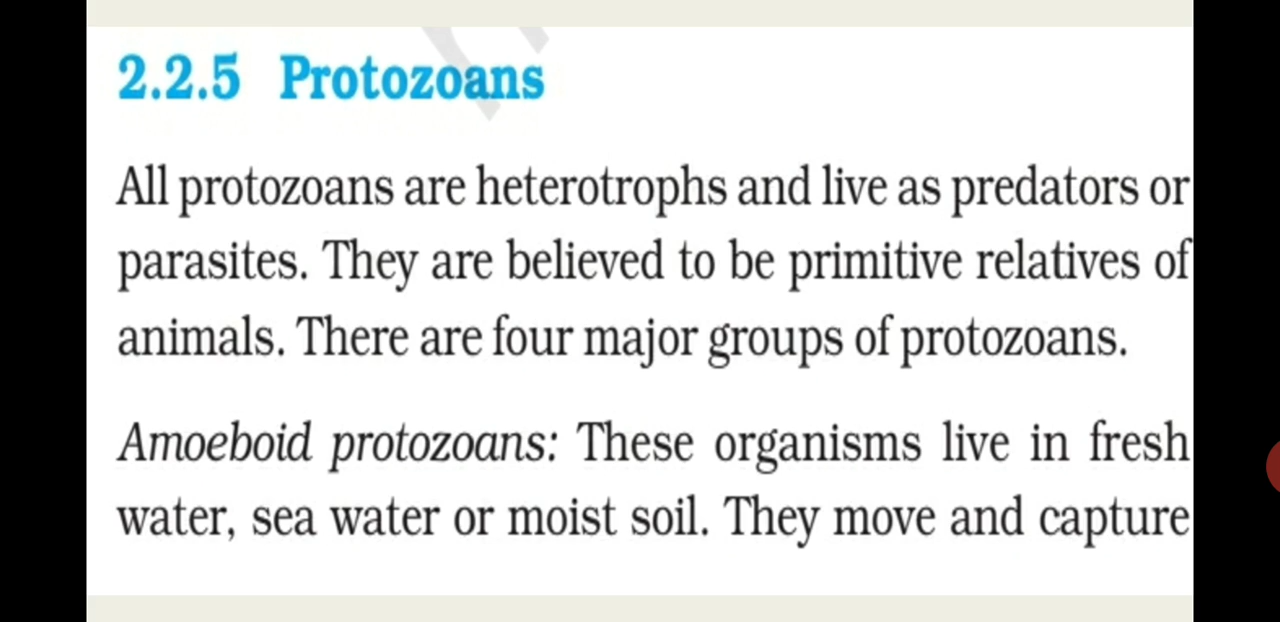 2.2.5 Protozoans
All protozoans are heterotrophs and live as predators or
parasites. They are believed to be primitive relatives of
animals. There are four major groups of protozoans.
Amoeboid protozoans: These organisms live in fresh
water, sea water or moist soil. They move and capture